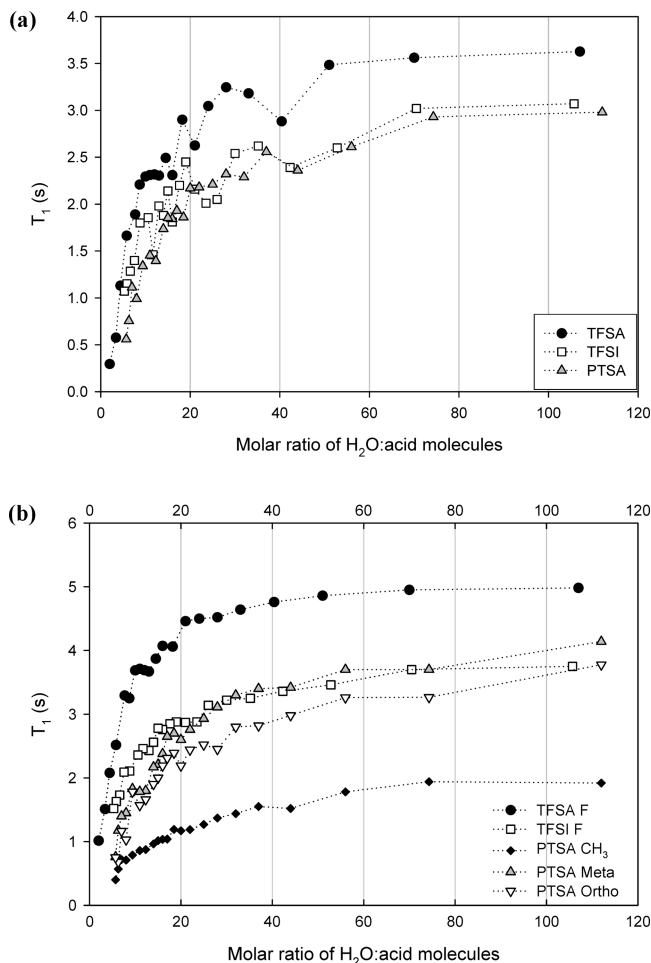 (a)
4.0
3.5
3.0
2.5
2.0
1.5
1.0
0.5
0.0
T1 (s)
TFSA
TFSI
PTSA
0 20 40 60 80 100 120
Molar ratio of H2O:acid molecules
(b)
0 20 40 60 80 100 120
6
5
4
3
2
1
0
T1 (s)
TFSA F
TFSI F
PTSA CH3
PTSA Meta
PTSA Ortho
0 20 40 60 80 100 120
Molar ratio of H2O:acid molecules